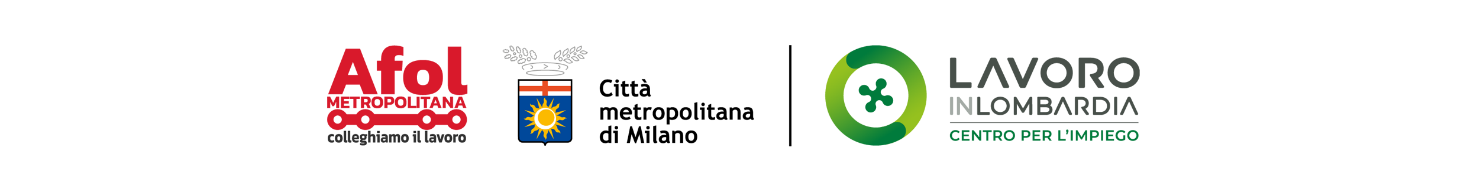 Afol
METROPOLITANA
colleghiamo il lavoro
Città
metropolitana
di Milano
LAVORO
INLOMBARDIA
CENTRO PER L'IMPIEGO